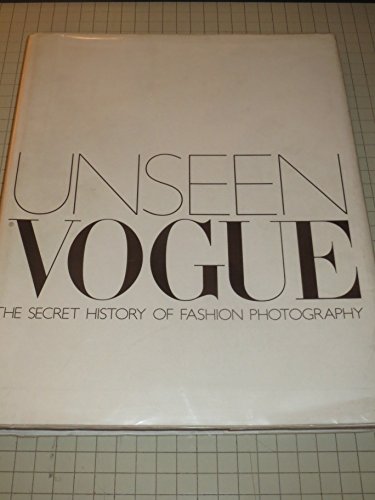 UNSEEN
®VOGUE
THE SECRET HISTORY OF FASHION PHOTOGRAPHY